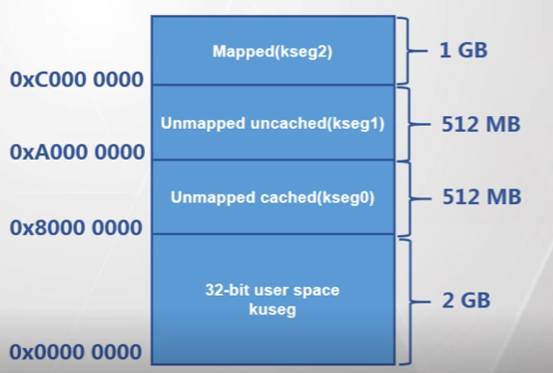 Mapped(kseg2)
1 GB
0xC000 0000
Unmapped uncached(kseg1)
512 MB
0xA000 0000
Unmapped cached(kseg0)
512 MB
0x8000 0000
32-bit user space
kuseg
2 GB
0x0000 0000